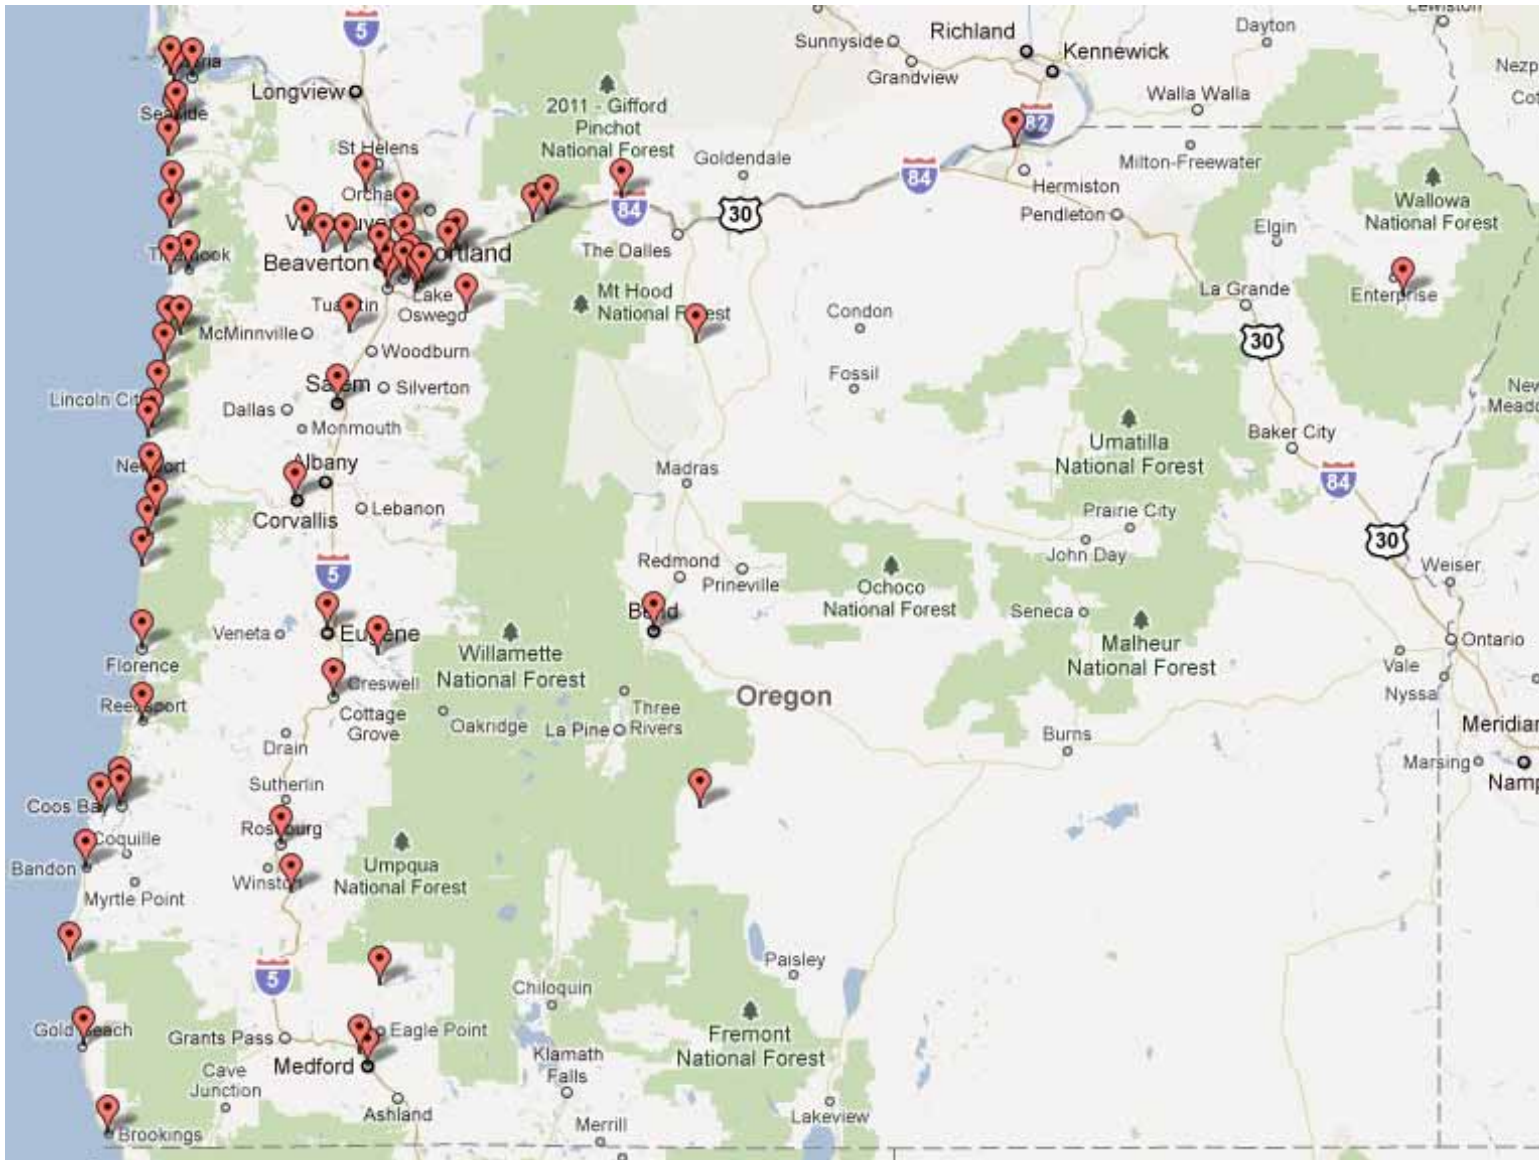 5
Sunnyside
Richland
Kennewick
Dayton
Grandview
Longview
2011 - Gifford
Pinchot
National Forest
Walla Walla
82
St Helens
Goldendale
Milton-Freewater
84
Hermiston
Pendleton
84
30
Wallowa
National Forest
Elgin
Beaverton
The Dalles
La Grande
Enterprise
Lake
Oswego
Mt Hood
National
Condon
McMinnville
Woodburn
30
Fossil
Silverton
Dallas
Monmouth
Umatilla
National Forest
Baker City
Madras
84
Corvallis
Lebanon
Prairie City
John Day
30
Redmond
Prineville
5
Ochoco
National Forest
Weiser
Seneca
Veneta
Willamette
National Forest
Malheur
National Forest
Ontario
Vale
Florence
Nyssa
Creswell
Cottage
Grove
Oakridge
Three
Rivers
La Pine
Oregon
Drain
Burns
Marsing
Sutherlin
Coos Bay
Coquille
Bandon
Winston
Umpqua
National Forest
Myrtle Point
5
Paisley
Chiloquin
Grants Pass
Eagle Point
Fremont
National Forest
Medford
Klamath
Falls
Cave
Junction
Ashland
Lakeview
Brookings
Merrill